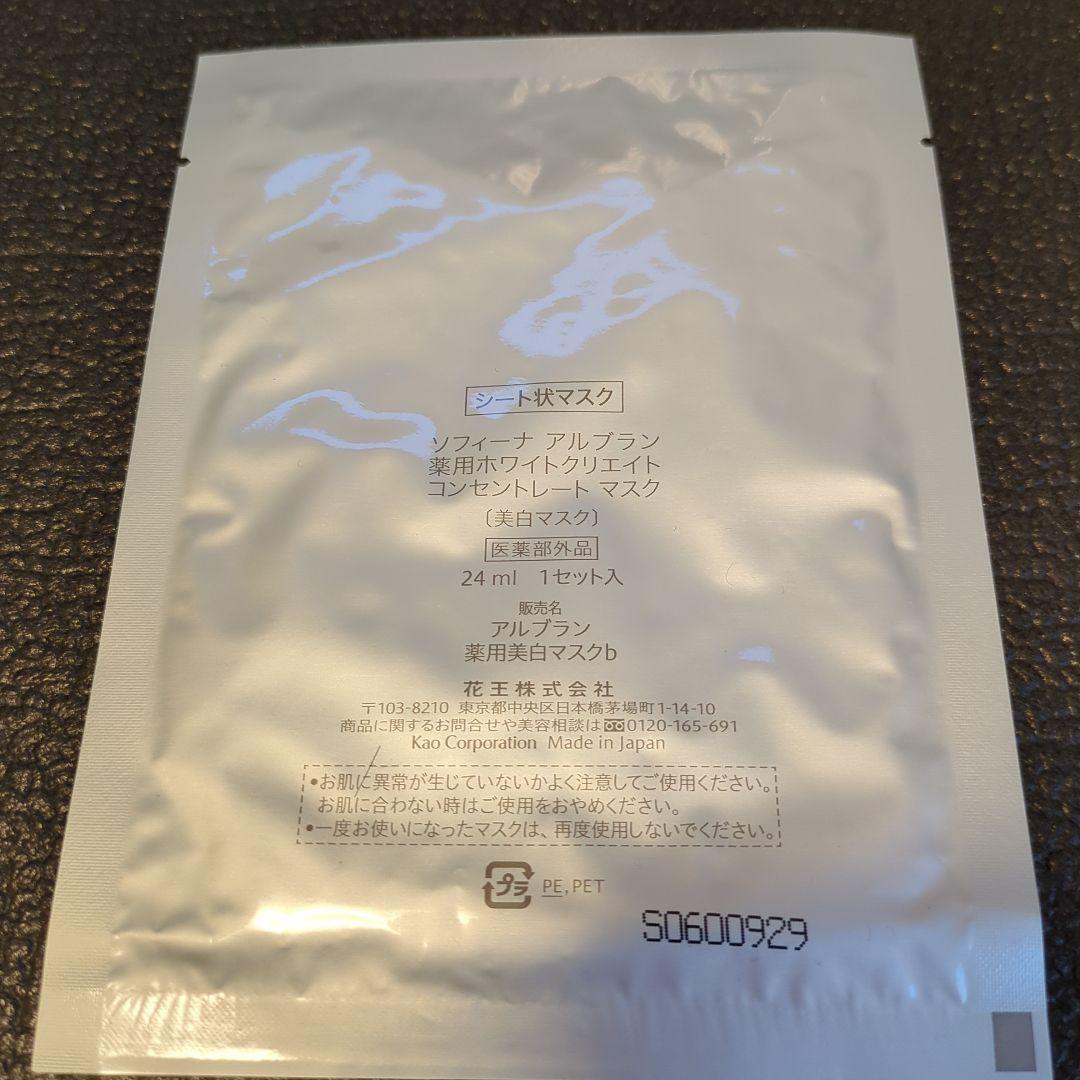 シート状マスク
ソフィーナ アルブラン
薬用ホワイトクリエイト
コンセントレート マスク
〔美白マスク〕
医薬部外品
24 ml 1セット入
販売名
アルブラン
薬用美白マスクb
花王株式会社
〒103-8210 東京都中央区日本橋茅場町1-14-10
商品に関するお問合せや美容相談は 0120-165-691
Kao Corporation Made in Japan
•お肌に異常が生じていないかよく注意してご使用ください。
お肌に合わない時はご使用をおやめください。
•一度お使いになったマスクは、再度使用しないでください。
プラ PE, PET
S0600929